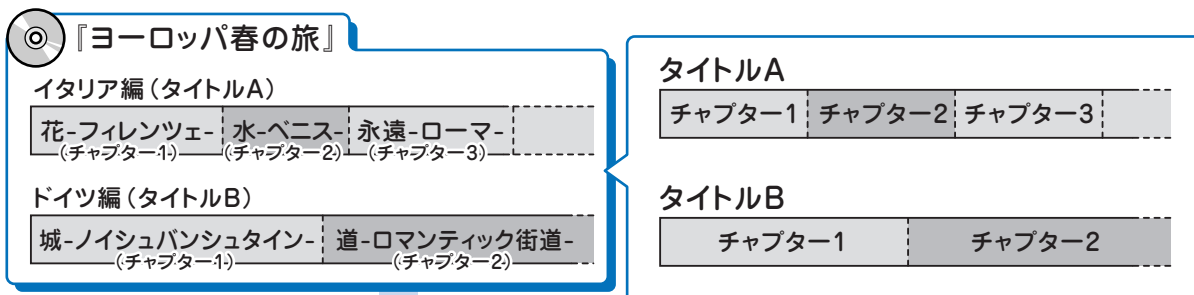 『ヨーロッパ春の旅』
イタリア編（タイトルA）
花-フィレンツェ- 水-ベニス- 永遠-ローマ-
（チャプター1） （チャプター2） （チャプター3）
ドイツ編（タイトルB）
城-ノイシュバンシュタイン- 道-ロマンティック街道-
（チャプター1） （チャプター2）
タイトルA
チャプター1 チャプター2 チャプター3
タイトルB
チャプター1 チャプター2